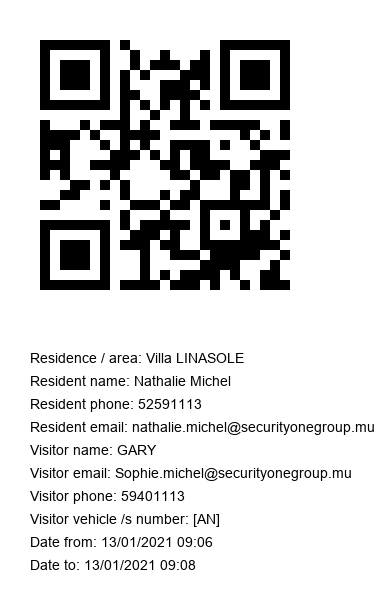 Residence / area: Villa LINASOLE
Resident name: Nathalie Michel
Resident phone: 52591113
Resident email: nathalie.michel@securityonegroup.mu
Visitor name: GARY
Visitor email: Sophie.michel@securityonegroup.mu
Visitor phone: 59401113
Visitor vehicle /s number: [AN]
Date from: 13/01/2021 09:06
Date to: 13/01/2021 09:08